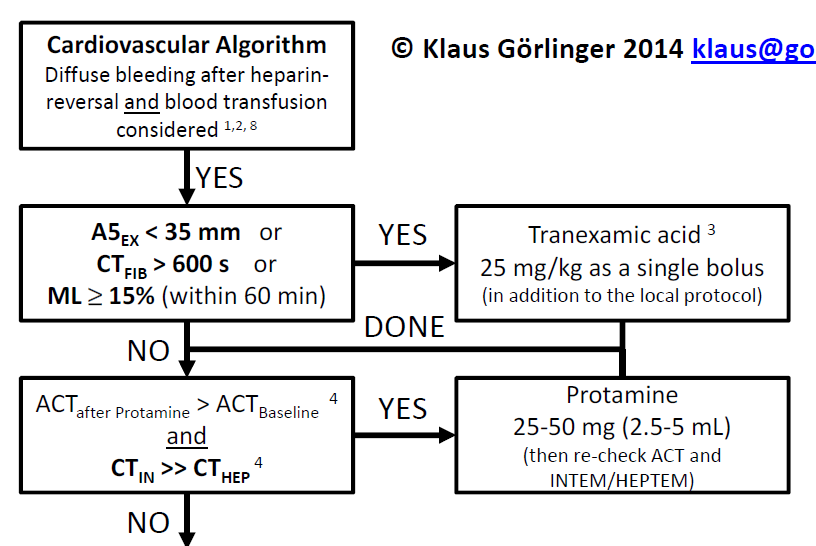 Cardiovascular Algorithm
Diffuse bleeding after heparin-
reversal and blood transfusion
considered 1,2, 8
© Klaus Görlinger 2014 klaus@go
YES
A5EX < 35 mm or
CTFIB > 600 s or
ML ≥ 15% (within 60 min)
YES
Tranexamic acid 3
25 mg/kg as a single bolus
(in addition to the local protocol)
DONE
NO
ACTafter Protamine > ACTBaseline 4
and
CTIN >> CTHEP 4
YES
Protamine
25-50 mg (2.5-5 mL)
(then re-check ACT and
INTEM/HEPTEM)
NO